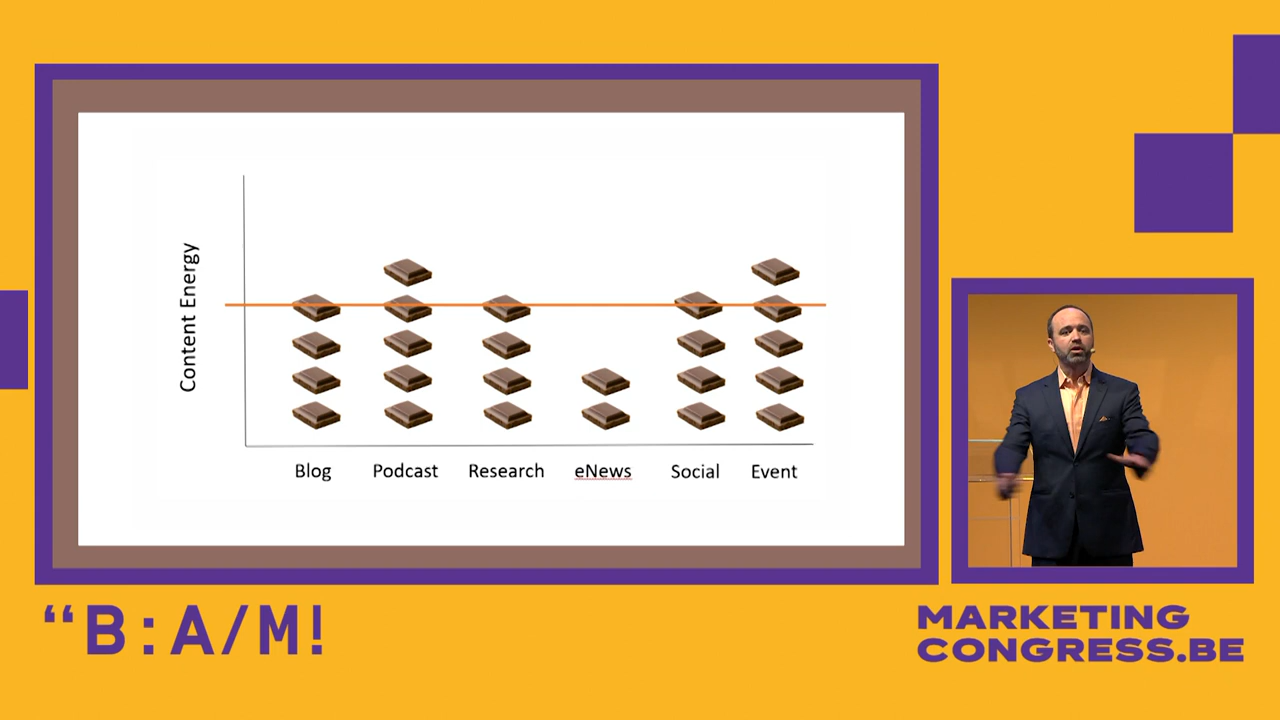 Content Energy
Blog Podcast Research eNews Social Event
“B:A/M!
MARKETING
CONGRESS.BE